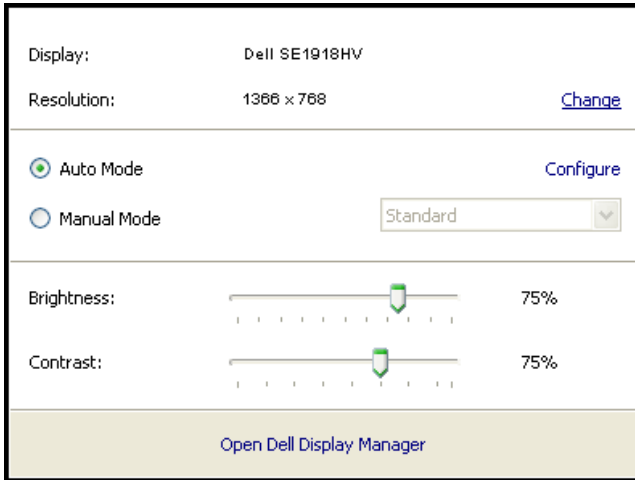 Display: Dell SE1918HV
Resolution: 1366 x 768 Change
Auto Mode Configure
Manual Mode Standard
Brightness: 75%
Contrast: 75%
Open Dell Display Manager